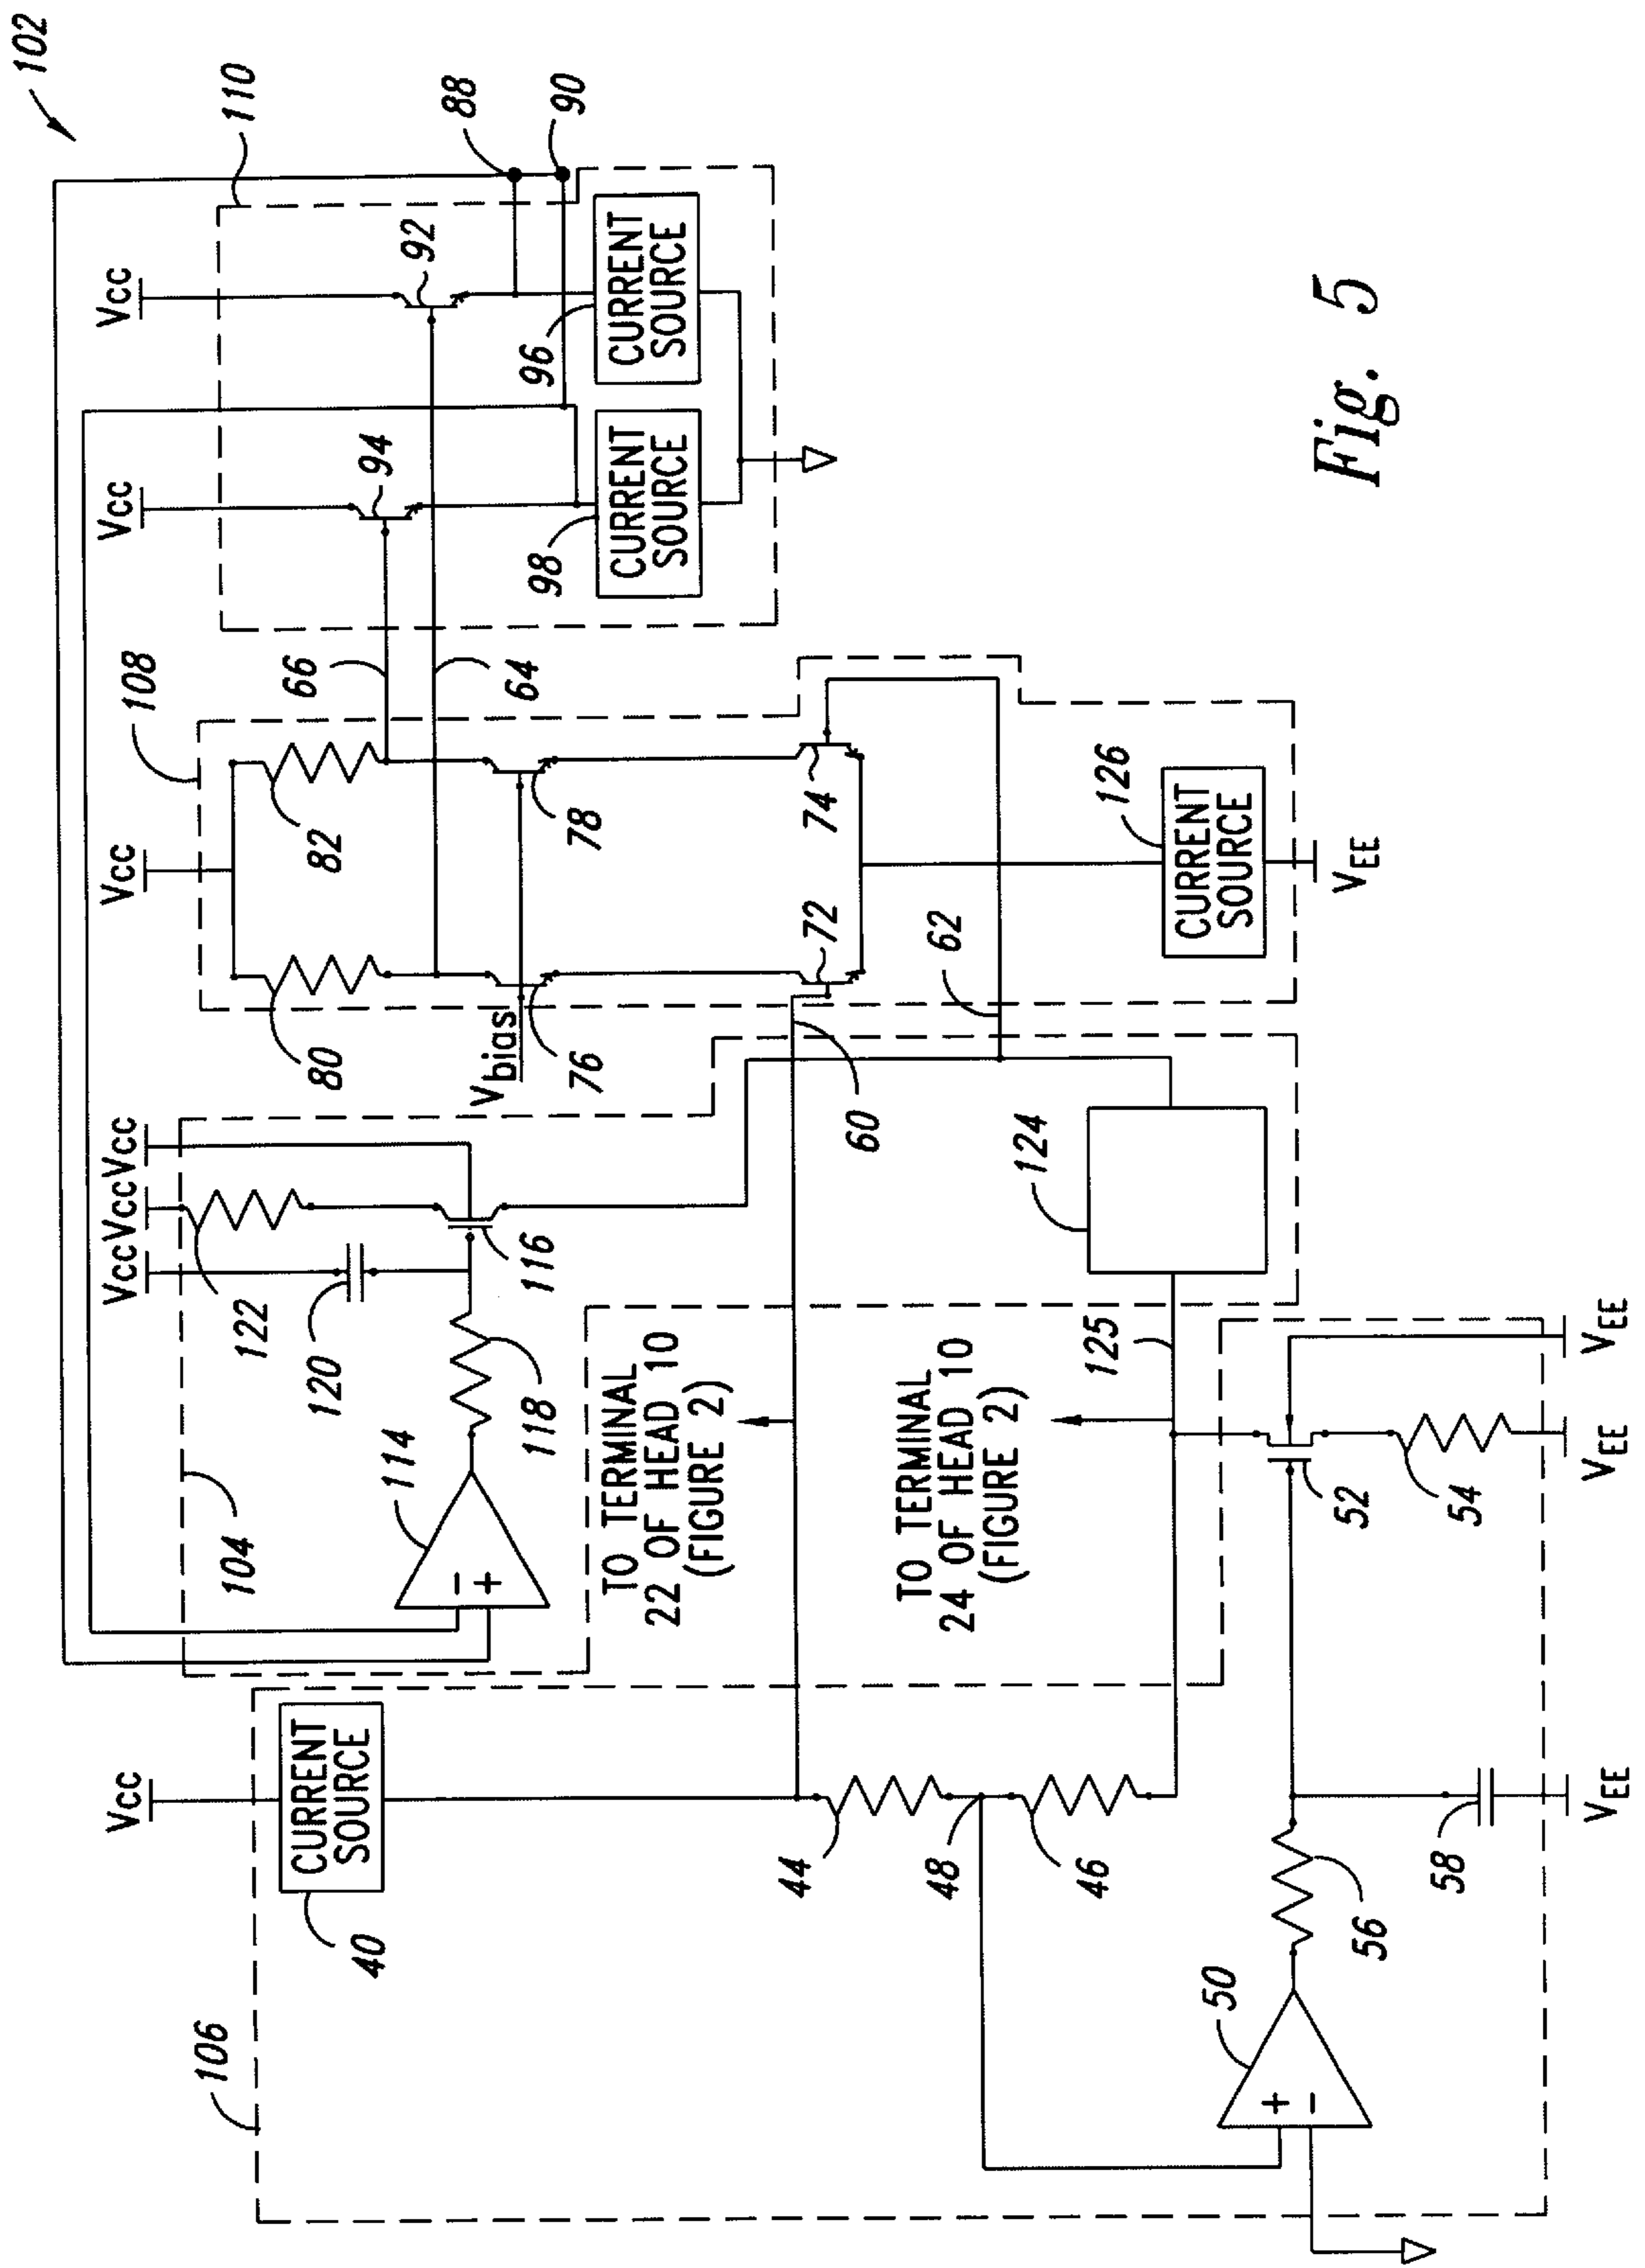 102
110
88
90
Vcc
Vcc
92
94
96
CURRENT
SOURCE
98
CURRENT
SOURCE
108
Vcc
66
64
82
80
78
76
Vbias
74
72
62
60
126
CURRENT
SOURCE
VEE
104
Vcc
Vcc
Vcc
122
120
116
118
114
−
+
124
125
TO TERMINAL
22 OF HEAD 10
(FIGURE 2)
TO TERMINAL
24 OF HEAD 10
(FIGURE 2)
106
Vcc
CURRENT
SOURCE
40
44
48
46
50
+
−
56
58
52
54
VEE
VEE
VEE
Fig. 5